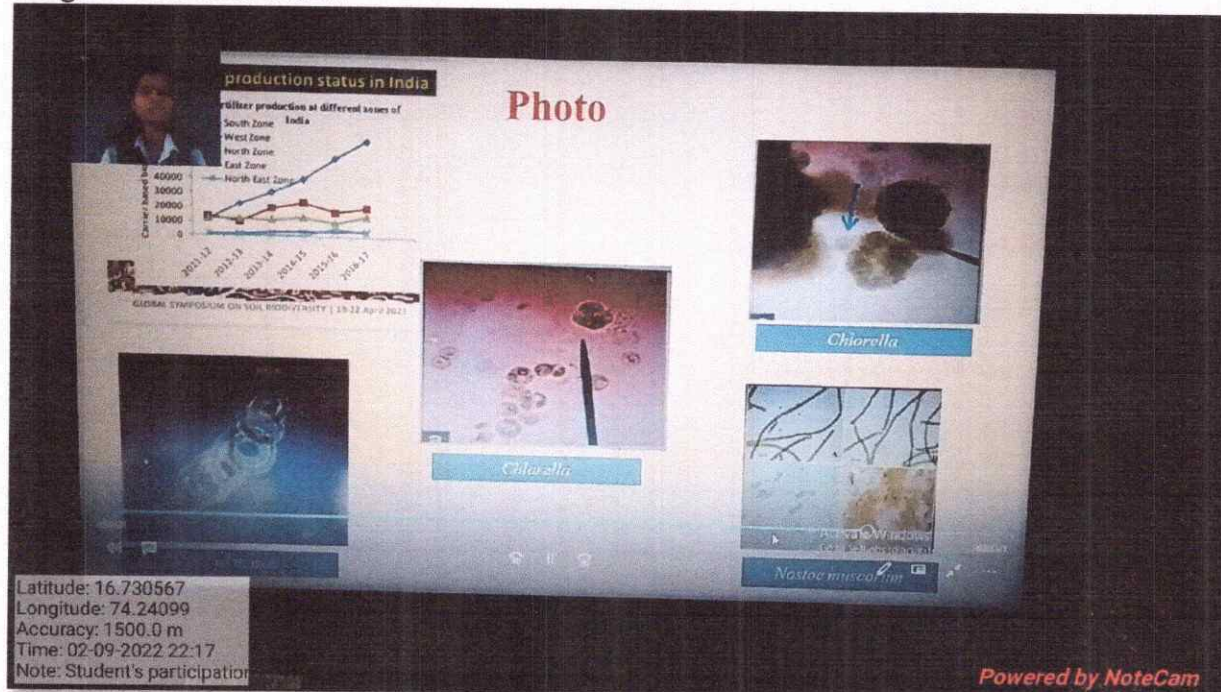 production status in India
production at different zones of
India
South Zone
West Zone
North Zone
East Zone
North East Zone
40000
30000
20000
10000
0
Carrier based
2011-12
2012-13
2013-14
2014-15
2015-16
2016-17
GLOBAL SYMPOSIUM ON SOIL BIODIVERSITY | 19-22 April 2021
Photo
Chlorella
Chlorella
Nostoc muscorum
Latitude: 16.730567
Longitude: 74.24099
Accuracy: 1500.0 m
Time: 02-09-2022 22:17
Note: Student's participation
Powered by NoteCam